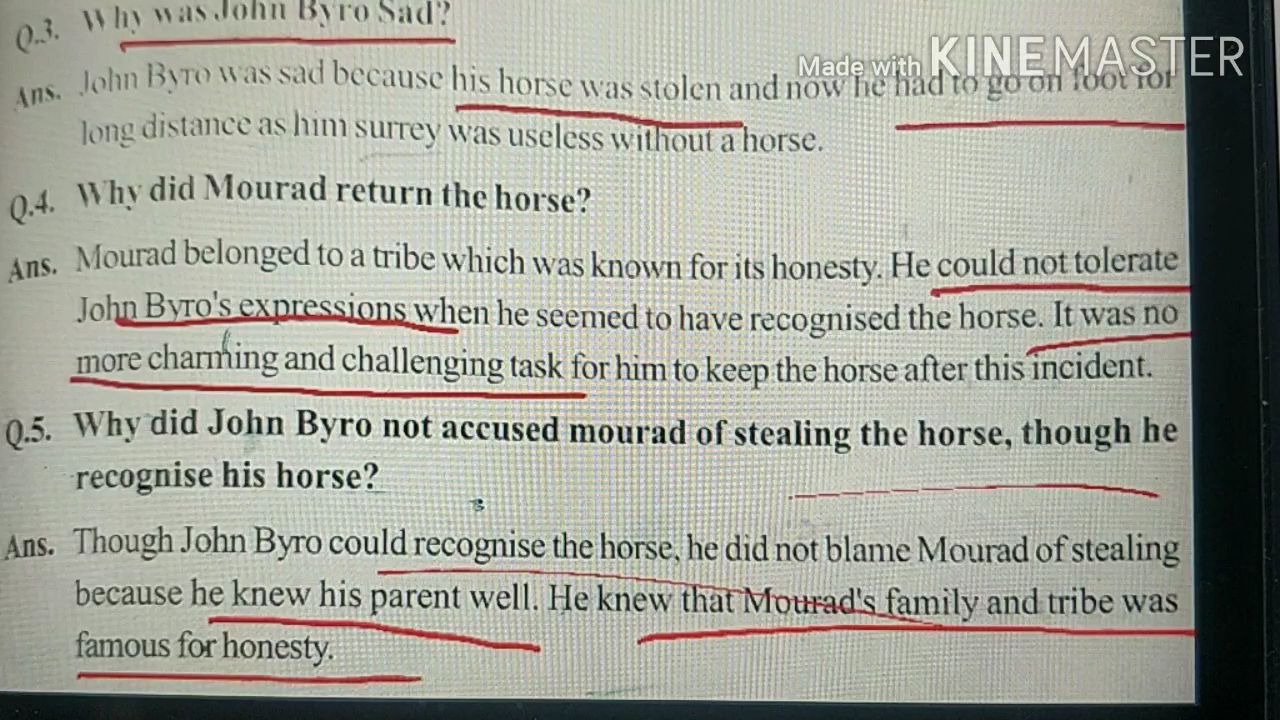 Q.3. Why was John Byro Sad?
Made with KINEMASTER
Ans. John Byro was sad because his horse was stolen and now he had to go on foot for
long distance as him surrey was useless without a horse.
Q.4. Why did Mourad return the horse?
Ans. Mourad belonged to a tribe which was known for its honesty. He could not tolerate
John Byro's expressions when he seemed to have recognised the horse. It was no
more charming and challenging task for him to keep the horse after this incident.
Q.5. Why did John Byro not accused mourad of stealing the horse, though he
recognise his horse?
Ans. Though John Byro could recognise the horse, he did not blame Mourad of stealing
because he knew his parent well. He knew that Mourad's family and tribe was
famous for honesty.